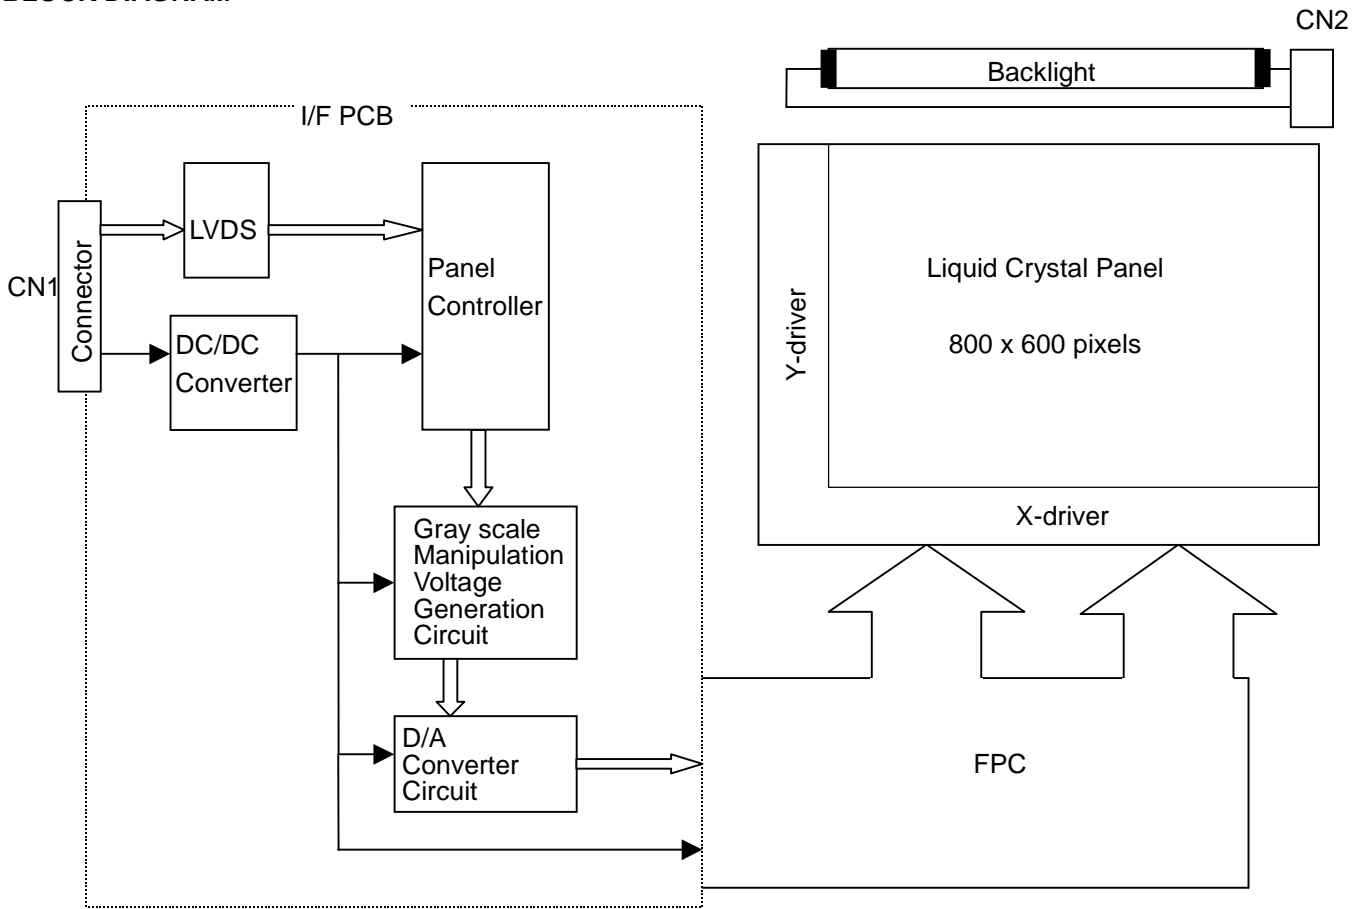 CN2
Backlight
I/F PCB
LVDS
Panel
Controller
CN1
Connector
DC/DC
Converter
Y-driver
Liquid Crystal Panel
800 x 600 pixels
X-driver
Gray scale
Manipulation
Voltage
Generation
Circuit
D/A
Converter
Circuit
FPC